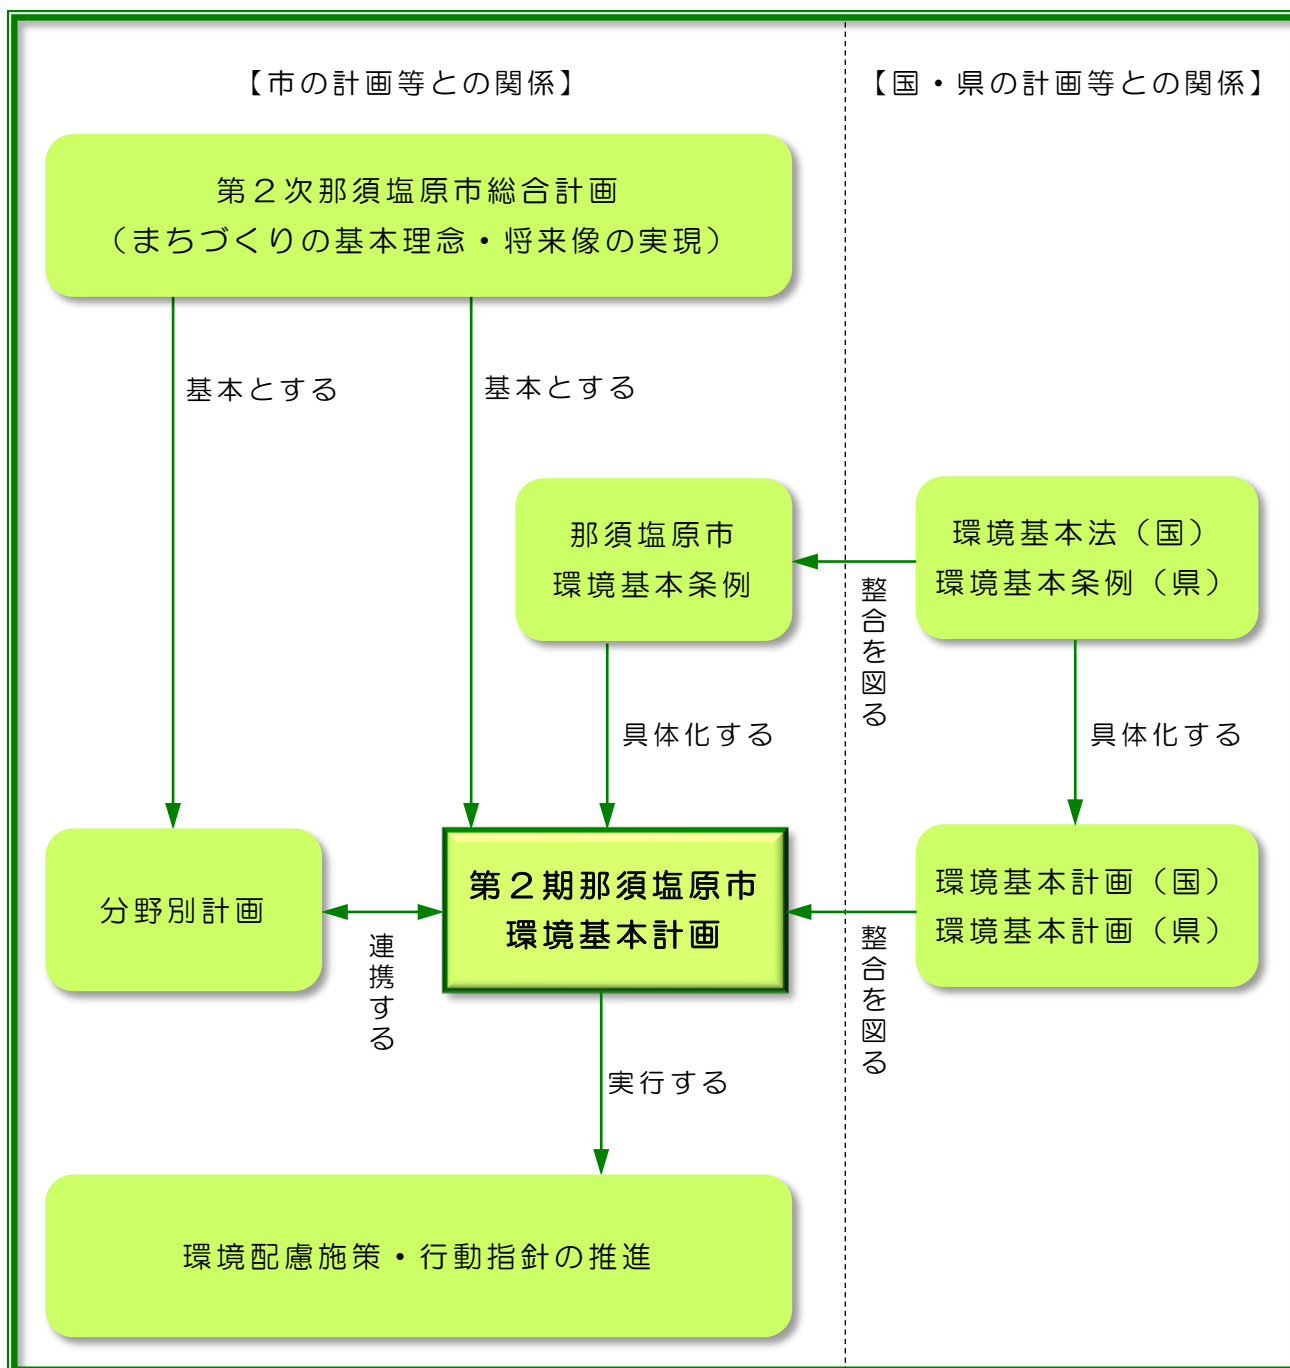 【市の計画等との関係】
【国・県の計画等との関係】
第２次那須塩原市総合計画
（まちづくりの基本理念・将来像の実現）
基本とする
基本とする
那須塩原市
環境基本条例
環境基本法（国）
環境基本条例（県）
整合を図る
具体化する
具体化する
分野別計画
第２期那須塩原市
環境基本計画
環境基本計画（国）
環境基本計画（県）
連携する
整合を図る
実行する
環境配慮施策・行動指針の推進